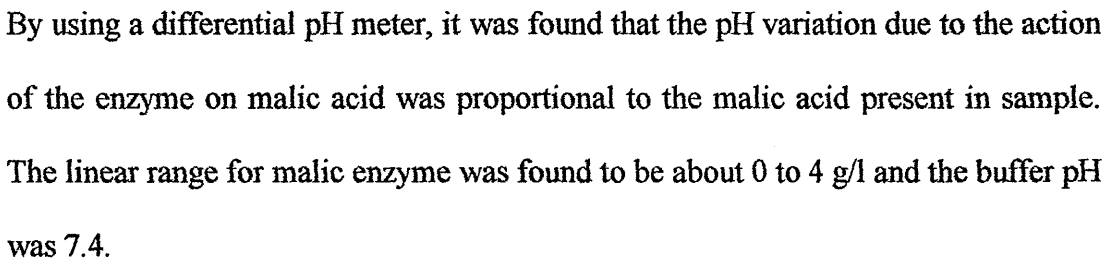 By using a differential pH meter, it was found that the pH variation due to the action
of the enzyme on malic acid was proportional to the malic acid present in sample.
The linear range for malic enzyme was found to be about 0 to 4 g/l and the buffer pH
was 7.4.